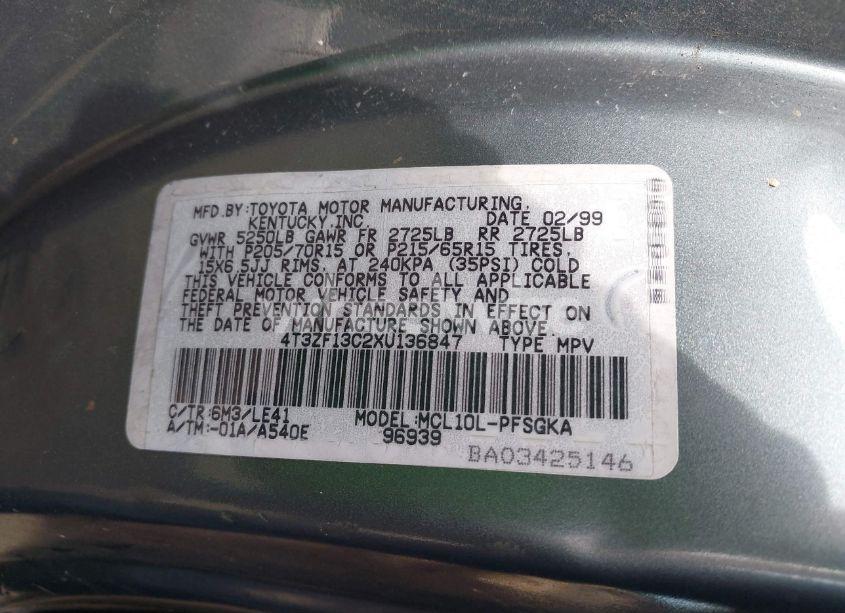 MFD.BY:TOYOTA MOTOR MANUFACTURING,
KENTUCKY,INC. DATE 02/99
GVWR 5250LB GAWR FR 2725LB RR 2725LB
WITH P205/70R15 OR P215/65R15 TIRES,
15X6.5JJ RIMS, AT 240KPA (35PSI) COLD
THIS VEHICLE CONFORMS TO ALL APPLICABLE
FEDERAL MOTOR VEHICLE SAFETY AND
THEFT PREVENTION STANDARDS IN EFFECT ON
THE DATE OF MANUFACTURE SHOWN ABOVE.
4T3ZF13C2XU136847 TYPE MPV
C/TR:6M3/LE41 MODEL:MCL10L-PFSGKA
A/TM:-01A/A540E 96939
BA03425146